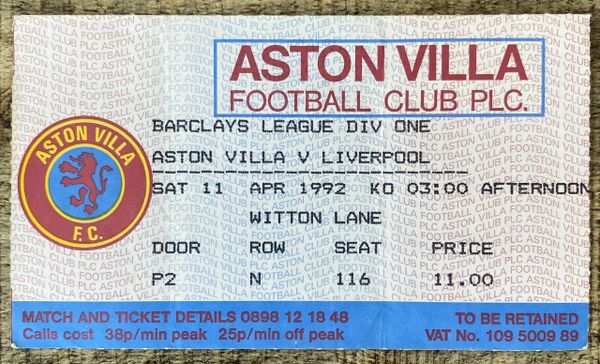 ASTON VILLA
FOOTBALL CLUB PLC.
BARCLAYS LEAGUE DIV ONE
ASTON VILLA V LIVERPOOL
SAT 11 APR 1992 KO 03:00 AFTERNOON
ASTON VILLA
F.C.
WITTON LANE
DOOR ROW SEAT PRICE
P2 N 116 11.00
MATCH AND TICKET DETAILS 0898 12 18 48 TO BE RETAINED
Calls cost 38p/min peak 25p/min off peak VAT No. 109 5009 89